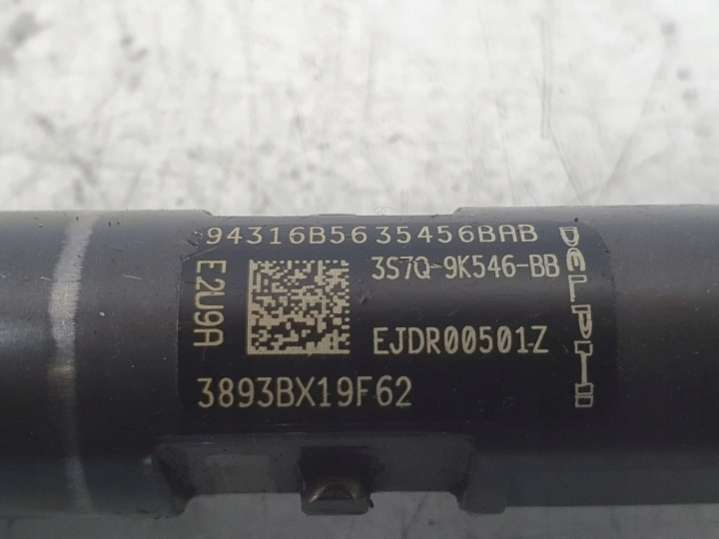 94316B5635456BAB
E2U9A
3S7Q-9K546-BB
EJDR00501Z
3893BX19F62
DELPHI